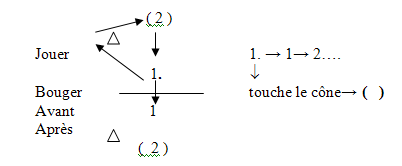 ( 2 )
Jouer
1. → 1→ 2….
1.
↓
Bouger
touche le cône→ ( )
Avant
1
Après
( 2 )